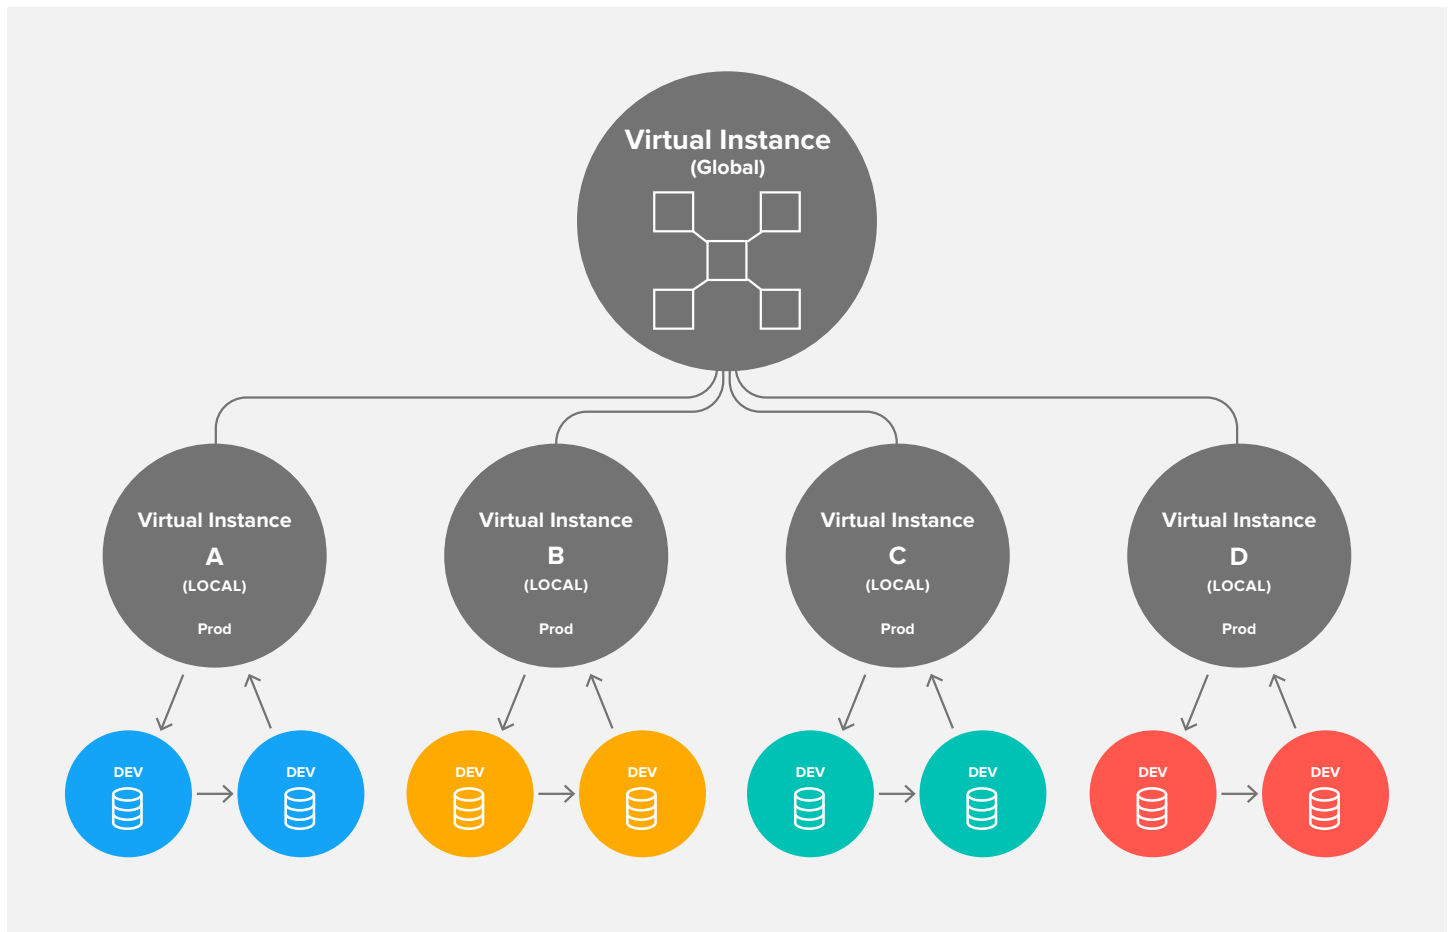 Virtual Instance
(Global)
Virtual Instance
A
(LOCAL)
Prod
Virtual Instance
B
(LOCAL)
Prod
Virtual Instance
C
(LOCAL)
Prod
Virtual Instance
D
(LOCAL)
Prod
DEV
DEV
DEV
DEV
DEV
DEV
DEV
DEV